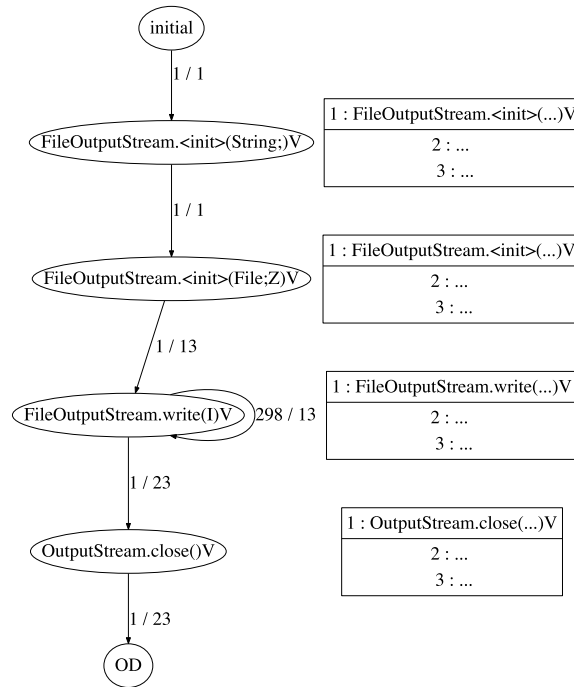 initial
1 / 1
FileOutputStream.<init>(String;)V
1 : FileOutputStream.<init>(...)V
2 : ...
3 : ...
1 / 1
FileOutputStream.<init>(File;Z)V
1 : FileOutputStream.<init>(...)V
2 : ...
3 : ...
1 / 13
FileOutputStream.write(I)V
298 / 13
1 : FileOutputStream.write(...)V
2 : ...
3 : ...
1 / 23
OutputStream.close()V
1 : OutputStream.close(...)V
2 : ...
3 : ...
1 / 23
OD